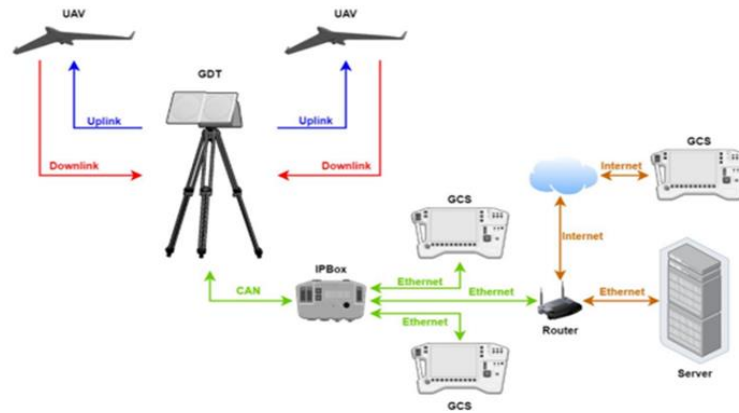 UAV
UAV
GDT
Uplink
Uplink
Downlink
Downlink
GCS
Internet
GCS
Internet
IPBox
Ethernet
CAN
Ethernet
Ethernet
Ethernet
Router
Server
GCS